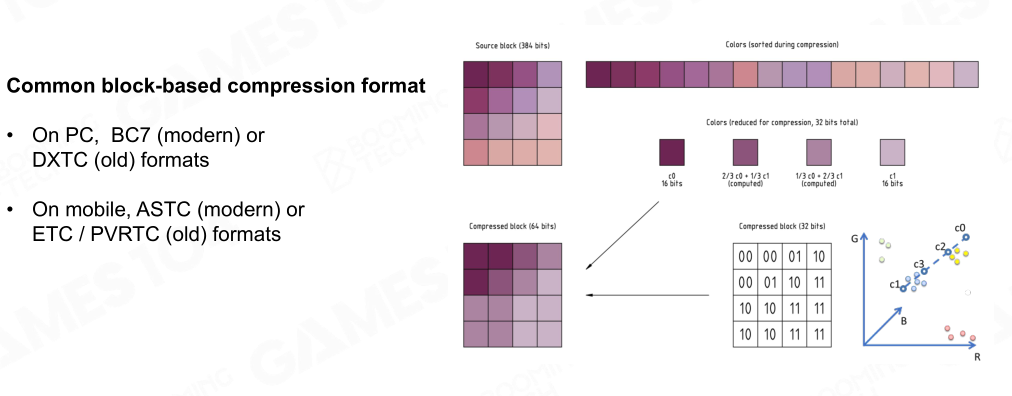 Common block-based compression format
• On PC,  BC7 (modern) or
DXTC (old) formats
• On mobile, ASTC (modern) or
ETC / PVRTC (old) formats
Source block (384 bits)
Colors (sorted during compression)
Colors (reduced for compression, 32 bits total)
c0
16 bits
2/3 c0 + 1/3 c1
(computed)
1/3 c0 + 2/3 c1
(computed)
c1
16 bits
Compressed block (64 bits)
Compressed block (32 bits)
00 00 01 10
00 01 10 11
10 10 11 11
10 10 11 11
G
c0
c2
c3
c1
B
R
GAMES 10
BOOMING
TECH